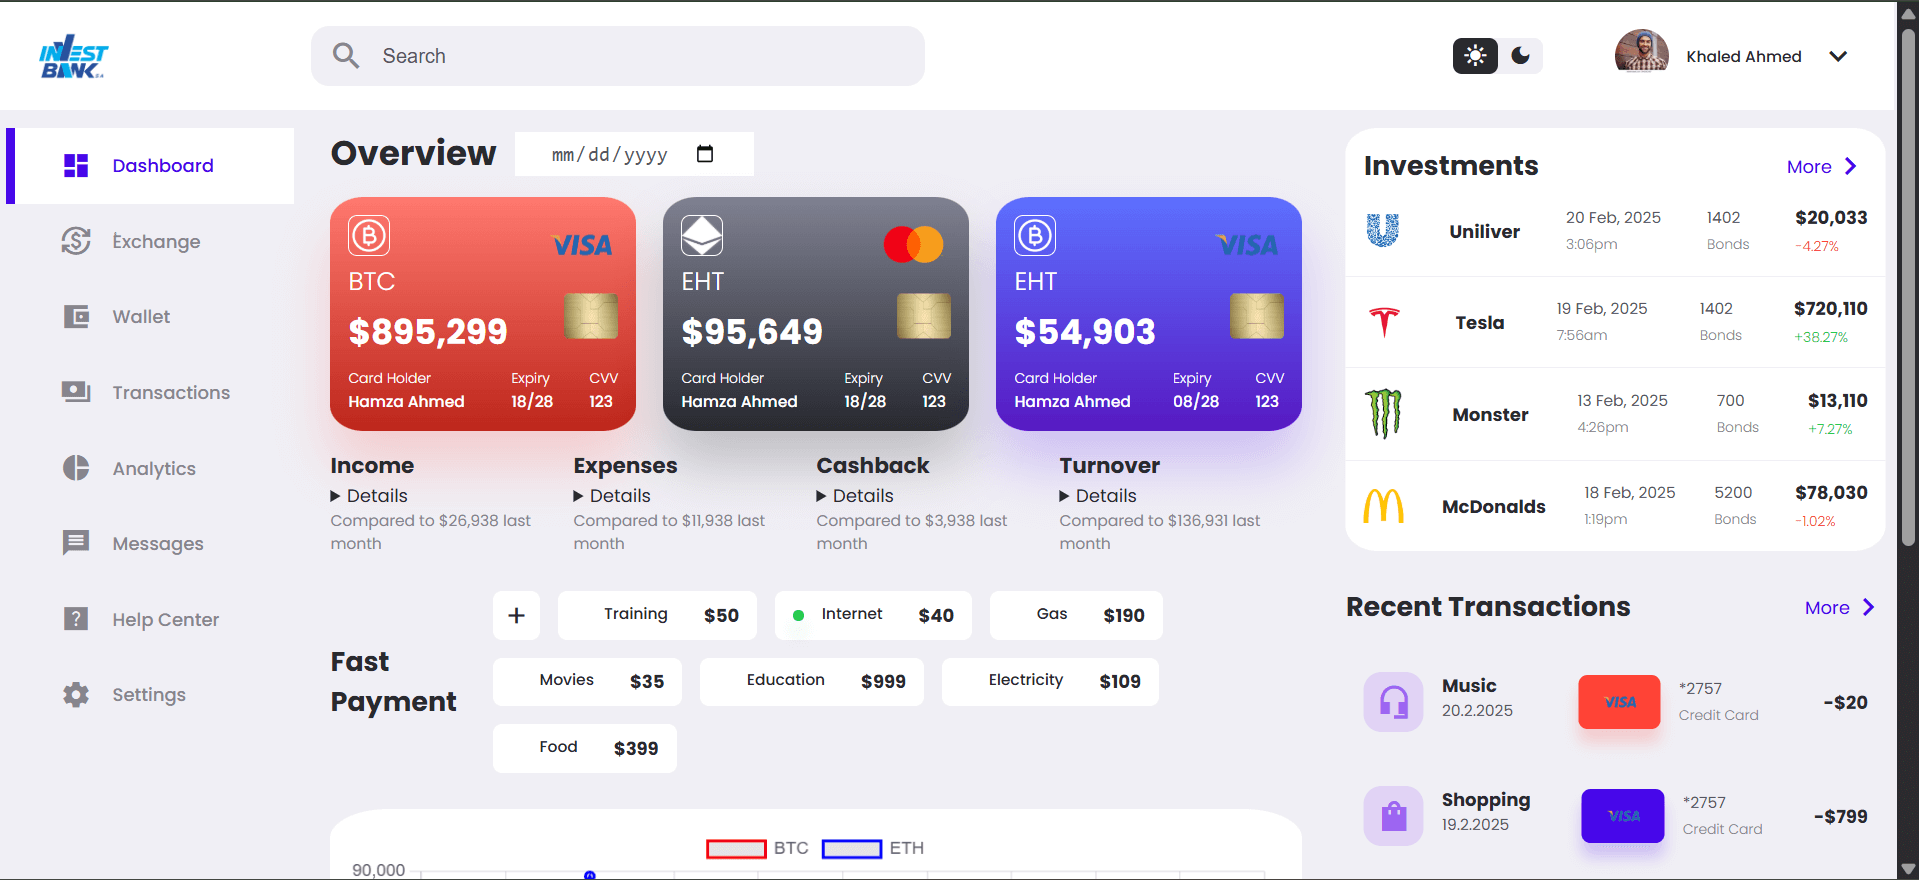 INVEST
BANK S.A
Search
Khaled Ahmed
Dashboard
Exchange
Wallet
Transactions
Analytics
Messages
Help Center
Settings
Overview
mm/dd/yyyy
VISA
BTC
$895,299
Card Holder Expiry CVV
Hamza Ahmed 18/28 123
EHT
$95,649
Card Holder Expiry CVV
Hamza Ahmed 18/28 123
VISA
EHT
$54,903
Card Holder Expiry CVV
Hamza Ahmed 08/28 123
Income
Details
Compared to $26,938 last
month
Expenses
Details
Compared to $11,938 last
month
Cashback
Details
Compared to $3,938 last
month
Turnover
Details
Compared to $136,931 last
month
Fast
Payment
+
Training $50
Internet $40
Gas $190
Movies $35
Education $999
Electricity $109
Food $399
BTC ETH
90,000
Investments
More
Uniliver
20 Feb, 2025 1402 $20,033
3:06pm Bonds -4.27%
Tesla
19 Feb, 2025 1402 $720,110
7:56am Bonds +38.27%
Monster
13 Feb, 2025 700 $13,110
4:26pm Bonds +7.27%
McDonalds
18 Feb, 2025 5200 $78,030
1:19pm Bonds -1.02%
Recent Transactions
More
Music
20.2.2025
VISA
*2757
Credit Card
-$20
Shopping
19.2.2025
VISA
*2757
Credit Card
-$799